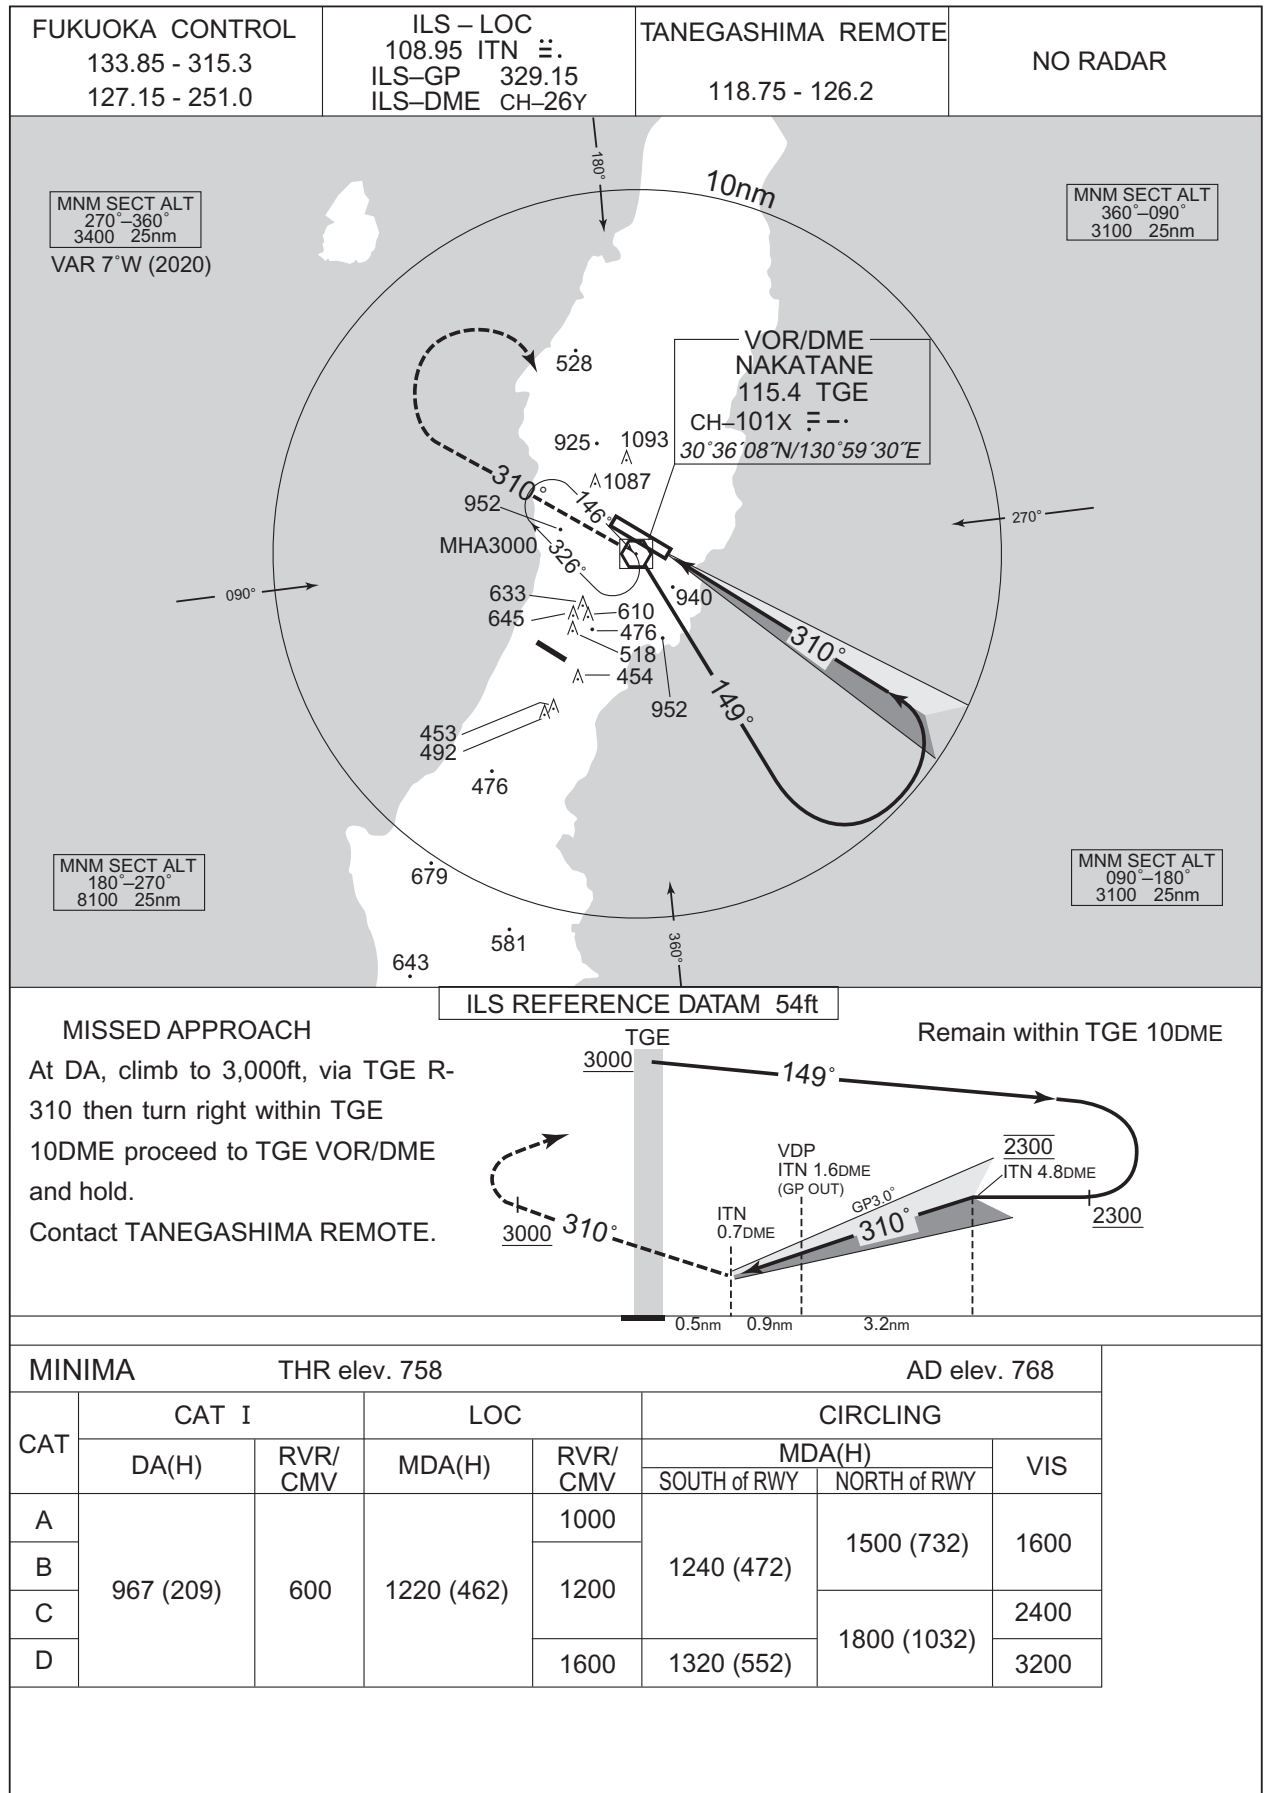 FUKUOKA CONTROL
133.85 - 315.3
127.15 - 251.0
ILS – LOC
108.95 ITN
ILS–GP 329.15
ILS–DME CH–26Y
TANEGASHIMA REMOTE
118.75 - 126.2
NO RADAR
MNM SECT ALT
270°–360°
3400 25nm
VAR 7°W (2020)
180°
10nm
MNM SECT ALT
360°–090°
3100 25nm
528
VOR/DME
NAKATANE
115.4 TGE
CH–101X
30°36´08˝N/130°59´30˝E
925
1093
1087
310°
146°
952
MHA3000
326°
270°
090°
633
645
610
476
518
454
940
952
310°
149°
453
492
476
679
MNM SECT ALT
180°–270°
8100 25nm
MNM SECT ALT
090°–180°
3100 25nm
581
643
360°
ILS REFERENCE DATAM 54ft
MISSED APPROACH
At DA, climb to 3,000ft, via TGE R-
310 then turn right within TGE
10DME proceed to TGE VOR/DME
and hold.
Contact TANEGASHIMA REMOTE.
TGE
3000
Remain within TGE 10DME
149°
VDP
ITN 1.6DME
(GP OUT)
2300
ITN 4.8DME
GP3.0°
310°
2300
ITN
0.7DME
3000
310°
0.5nm 0.9nm 3.2nm
MINIMA THR elev. 758 AD elev. 768
CAT
CAT I LOC CIRCLING
DA(H)
RVR/
CMV
MDA(H)
RVR/
CMV
MDA(H)
SOUTH of RWY NORTH of RWY
VIS
A
B
C
D
967 (209)
600
1220 (462)
1000
1200
1600
1240 (472)
1320 (552)
1500 (732)
1800 (1032)
1600
2400
3200